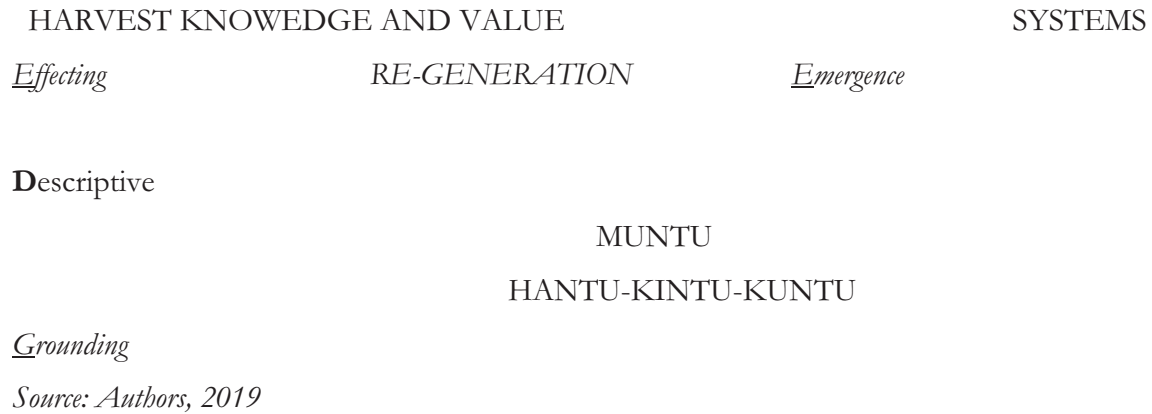 HARVEST KNOWEDGE AND VALUE SYSTEMS
Effecting RE-GENERATION Emergence
Descriptive
MUNTU
HANTU-KINTU-KUNTU
Grounding
Source: Authors, 2019